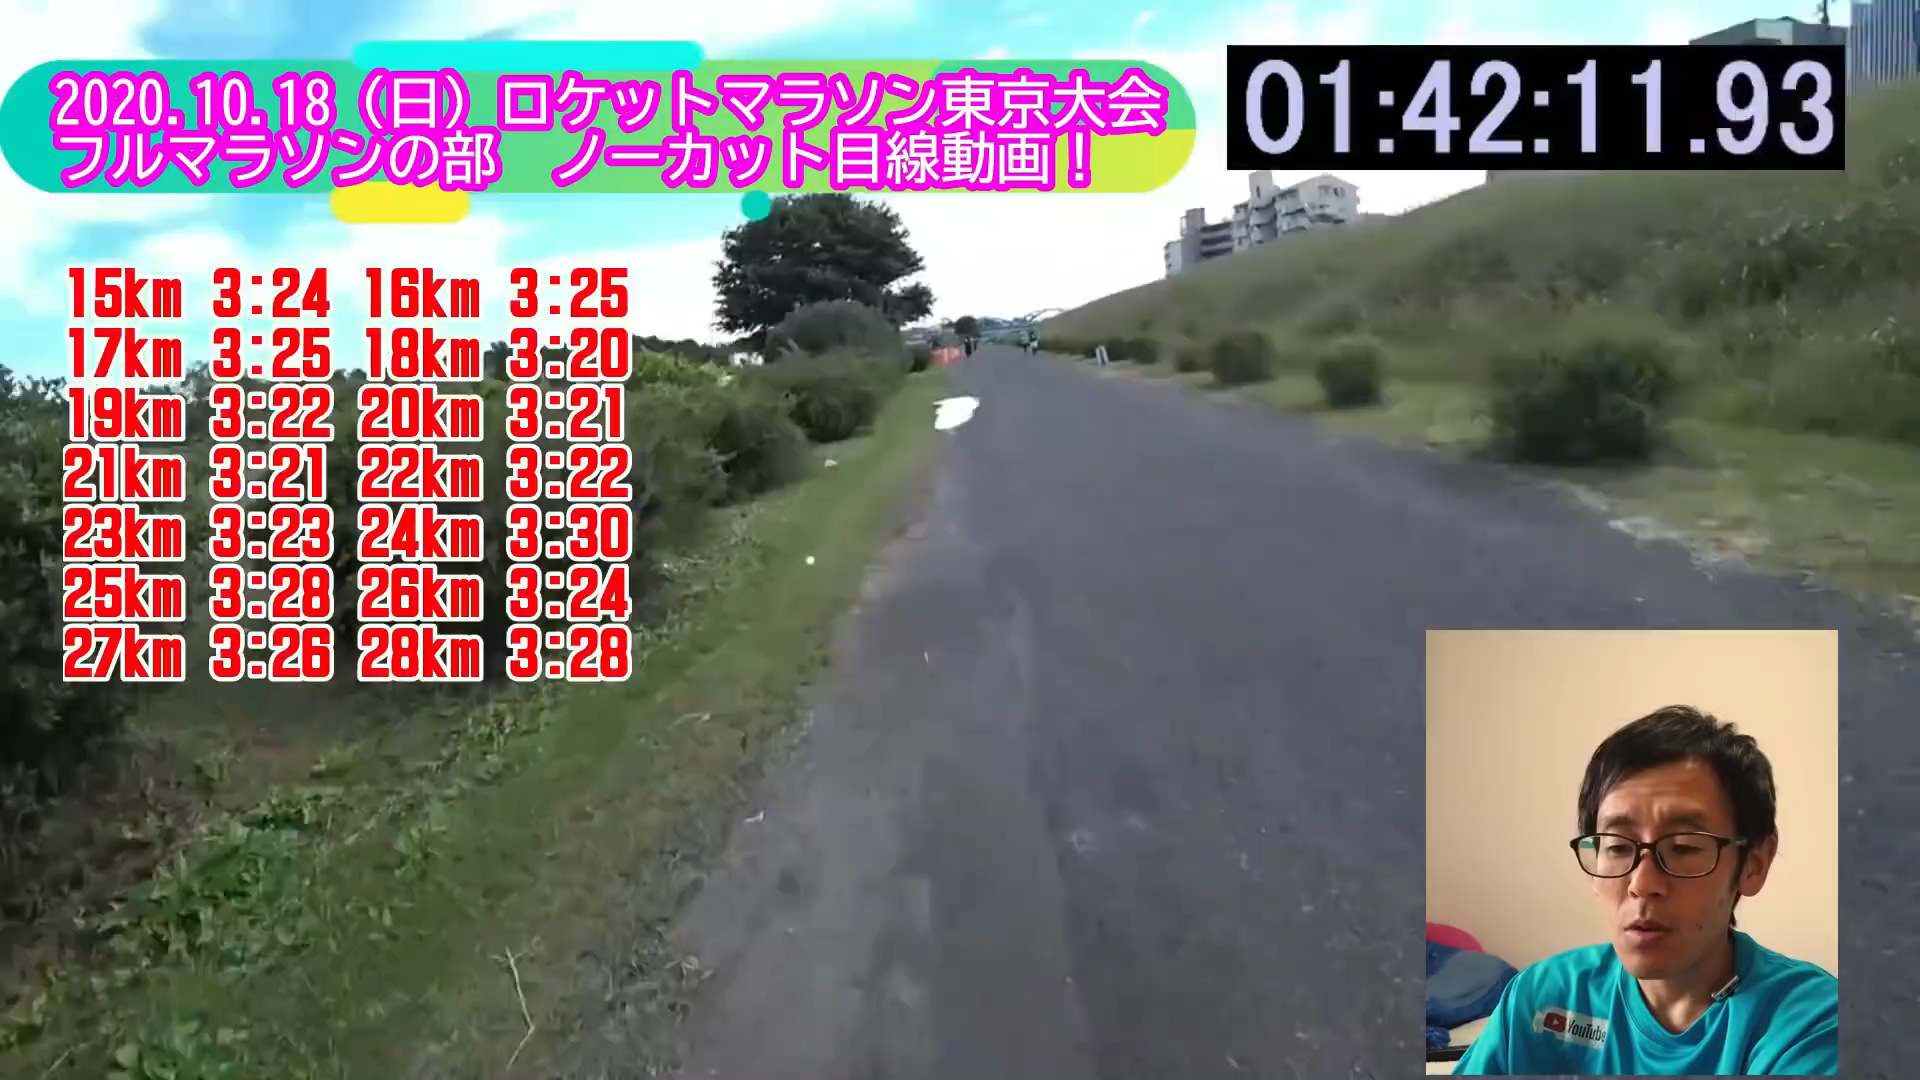 2020.10.18（日）ロケットマラソン東京大会
フルマラソンの部　ノーカット目線動画！
01:42:11.93
15km 3:24 16km 3:25
17km 3:25 18km 3:20
19km 3:22 20km 3:21
21km 3:21 22km 3:22
23km 3:23 24km 3:30
25km 3:28 26km 3:24
27km 3:26 28km 3:28
YouTube